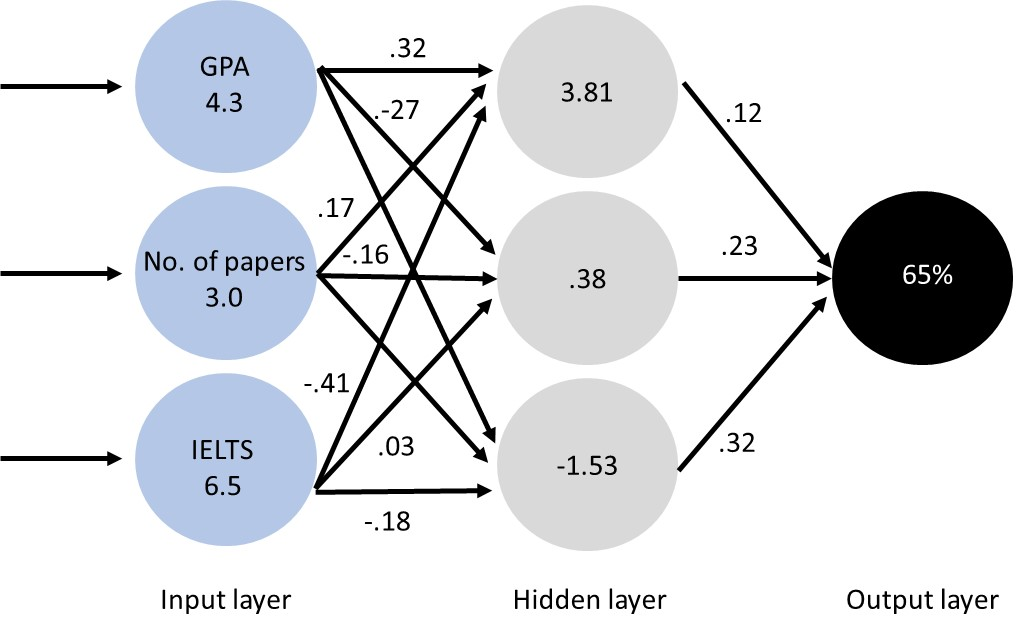 GPA
4.3
.32
3.81
.-27
.12
.17
No. of papers
3.0
-.16
.38
.23
65%
-.41
IELTS
6.5
.03
-1.53
.32
-.18
Input layer
Hidden layer
Output layer